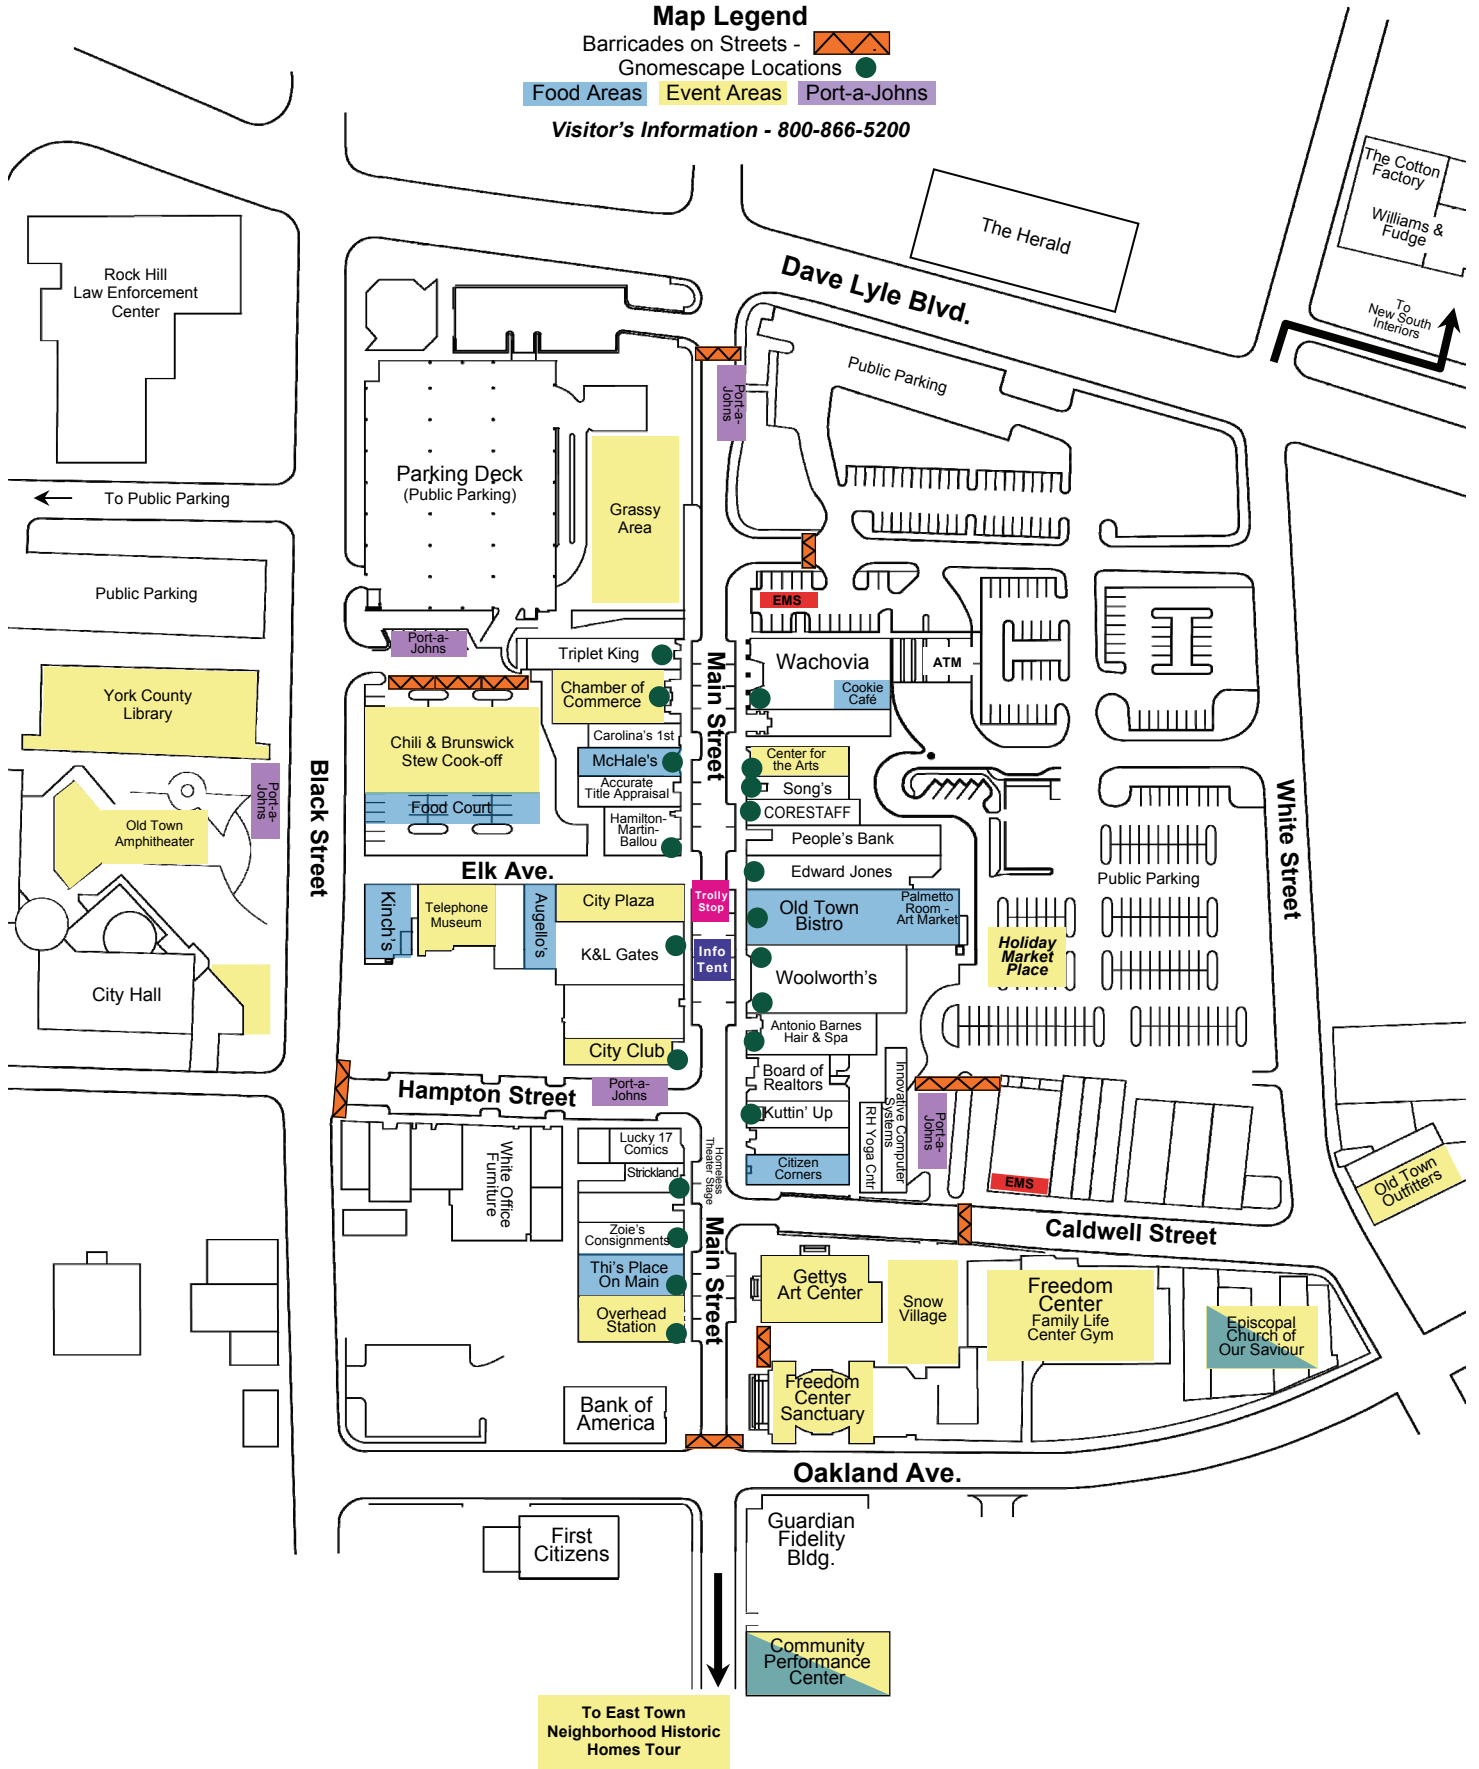 Map Legend
Barricades on Streets -
Gnomescape Locations
Food Areas
Event Areas
Port-a-Johns
Visitor's Information - 800-866-5200
The Cotton
Factory
Williams &
Fudge
To
New South
Interiors
The Herald
Dave Lyle Blvd.
Rock Hill
Law Enforcement
Center
Public Parking
Port-a-
Johns
Parking Deck
(Public Parking)
Grassy
Area
To Public Parking
Public Parking
EMS
Port-a-
Johns
Triplet King
Main Street
Wachovia
ATM
Cookie
Café
Chamber of
Commerce
York County
Library
Carolina's 1st
Chili & Brunswick
Stew Cook-off
McHale's
Center for
the Arts
Accurate
Title Appraisal
Song's
Port-a-
Johns
Food Court
CORESTAFF
Hamilton-
Martin-
Ballou
Old Town
Amphitheater
People's Bank
Black Street
White Street
Elk Ave.
Edward Jones
Public Parking
Kinch's
Telephone
Museum
Augello's
City Plaza
Trolly
Stop
Old Town
Bistro
Palmetto
Room -
Art Market
K&L Gates
Info
Tent
Holiday
Market
Place
Woolworth's
City Hall
Antonio Barnes
Hair & Spa
City Club
Board of
Realtors
Innovative Computer
Systems
Hampton Street
Port-a-
Johns
Kuttin' Up
RH Yoga Cntr
Port-a-
Johns
White Office
Furniture
Lucky 17
Comics
Homeless
Theater Stage
Strickland
Citizen
Corners
EMS
Old Town
Outfitters
Caldwell Street
Zoie's
Consignments
Main Street
Thi's Place
On Main
Gettys
Art Center
Snow
Village
Freedom
Center
Family Life
Center Gym
Overhead
Station
Episcopal
Church of
Our Saviour
Freedom
Center
Sanctuary
Bank of
America
Oakland Ave.
First
Citizens
Guardian
Fidelity
Bldg.
Community
Performance
Center
To East Town
Neighborhood Historic
Homes Tour